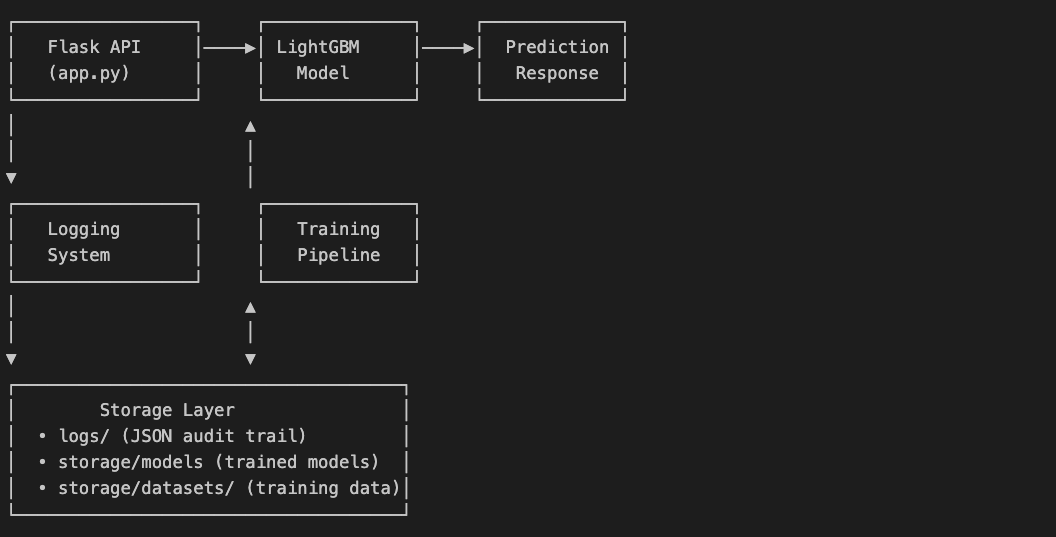 Flask API
(app.py)
LightGBM
Model
Prediction
Response
Logging
System
Training
Pipeline
Storage Layer
• logs/ (JSON audit trail)
• storage/models (trained models)
• storage/datasets/ (training data)